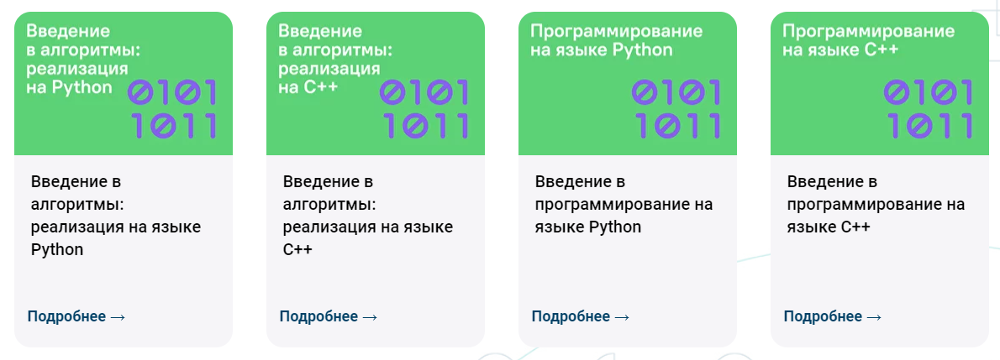 Введение
в алгоритмы:
реализация
на Python
0101
1011
Введение в
алгоритмы:
реализация на языке
Python
Подробнее →
Введение
в алгоритмы:
реализация
на C++
0101
1011
Введение в
алгоритмы:
реализация на языке
C++
Подробнее →
Программирование
на языке Python
0101
1011
Введение в
программирование на
языке Python
Подробнее →
Программирование
на языке C++
0101
1011
Введение в
программирование на
языке C++
Подробнее →